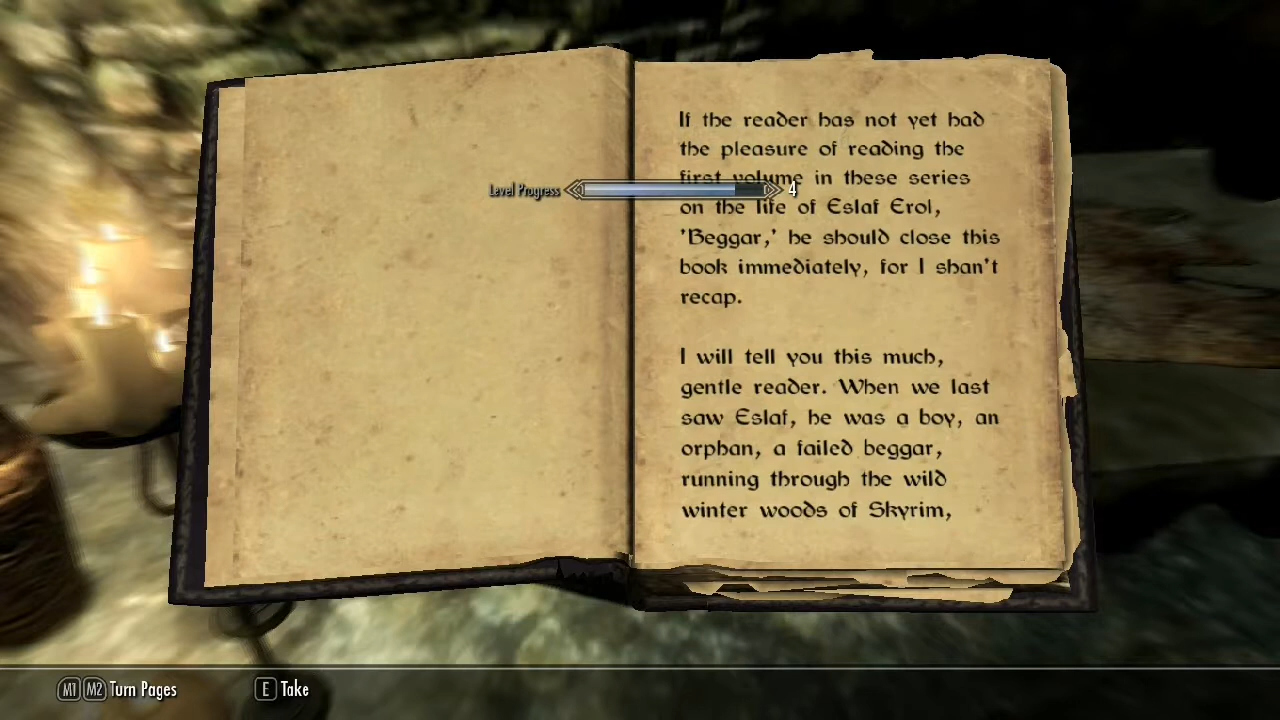 If the reader has not yet had
the pleasure of reading the
first volume in these series
Level Progress 4
on the life of Eslaf Erol,
'Beggar,' he should close this
book immediately, for I shan't
recap.
I will tell you this much,
gentle reader. When we last
saw Eslaf, he was a boy, an
orphan, a failed beggar,
running through the wild
winter woods of Skyrim,
M1 M2 Turn Pages
E Take